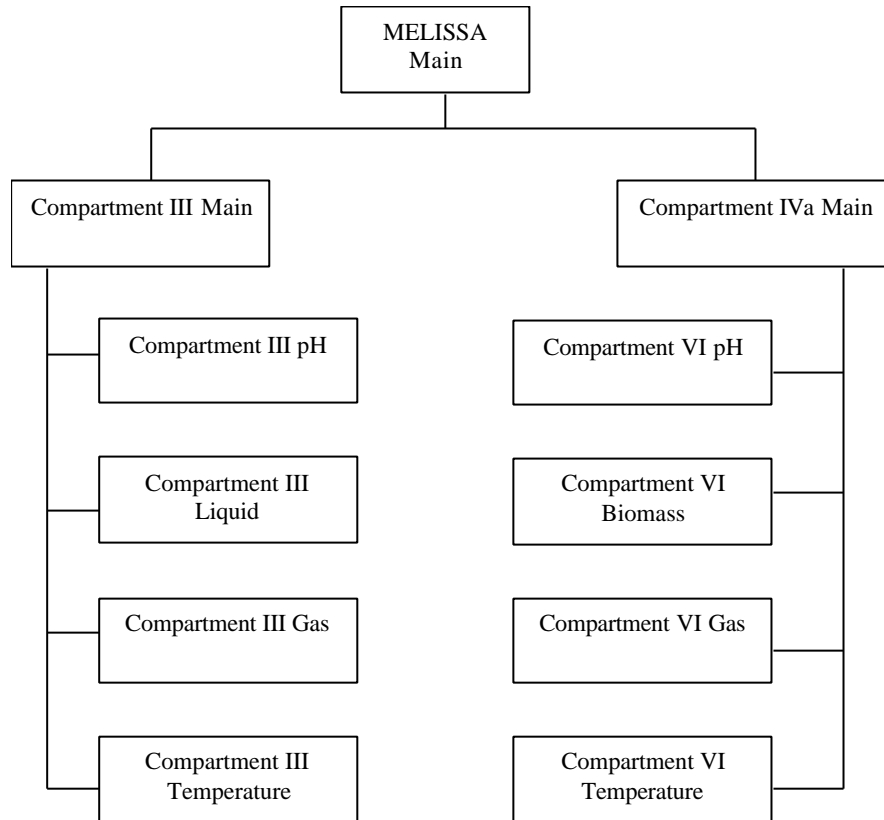 MELISSA
Main
Compartment III Main
Compartment IVa Main
Compartment III pH
Compartment VI pH
Compartment III
Liquid
Compartment VI
Biomass
Compartment III Gas
Compartment VI Gas
Compartment III
Temperature
Compartment VI
Temperature